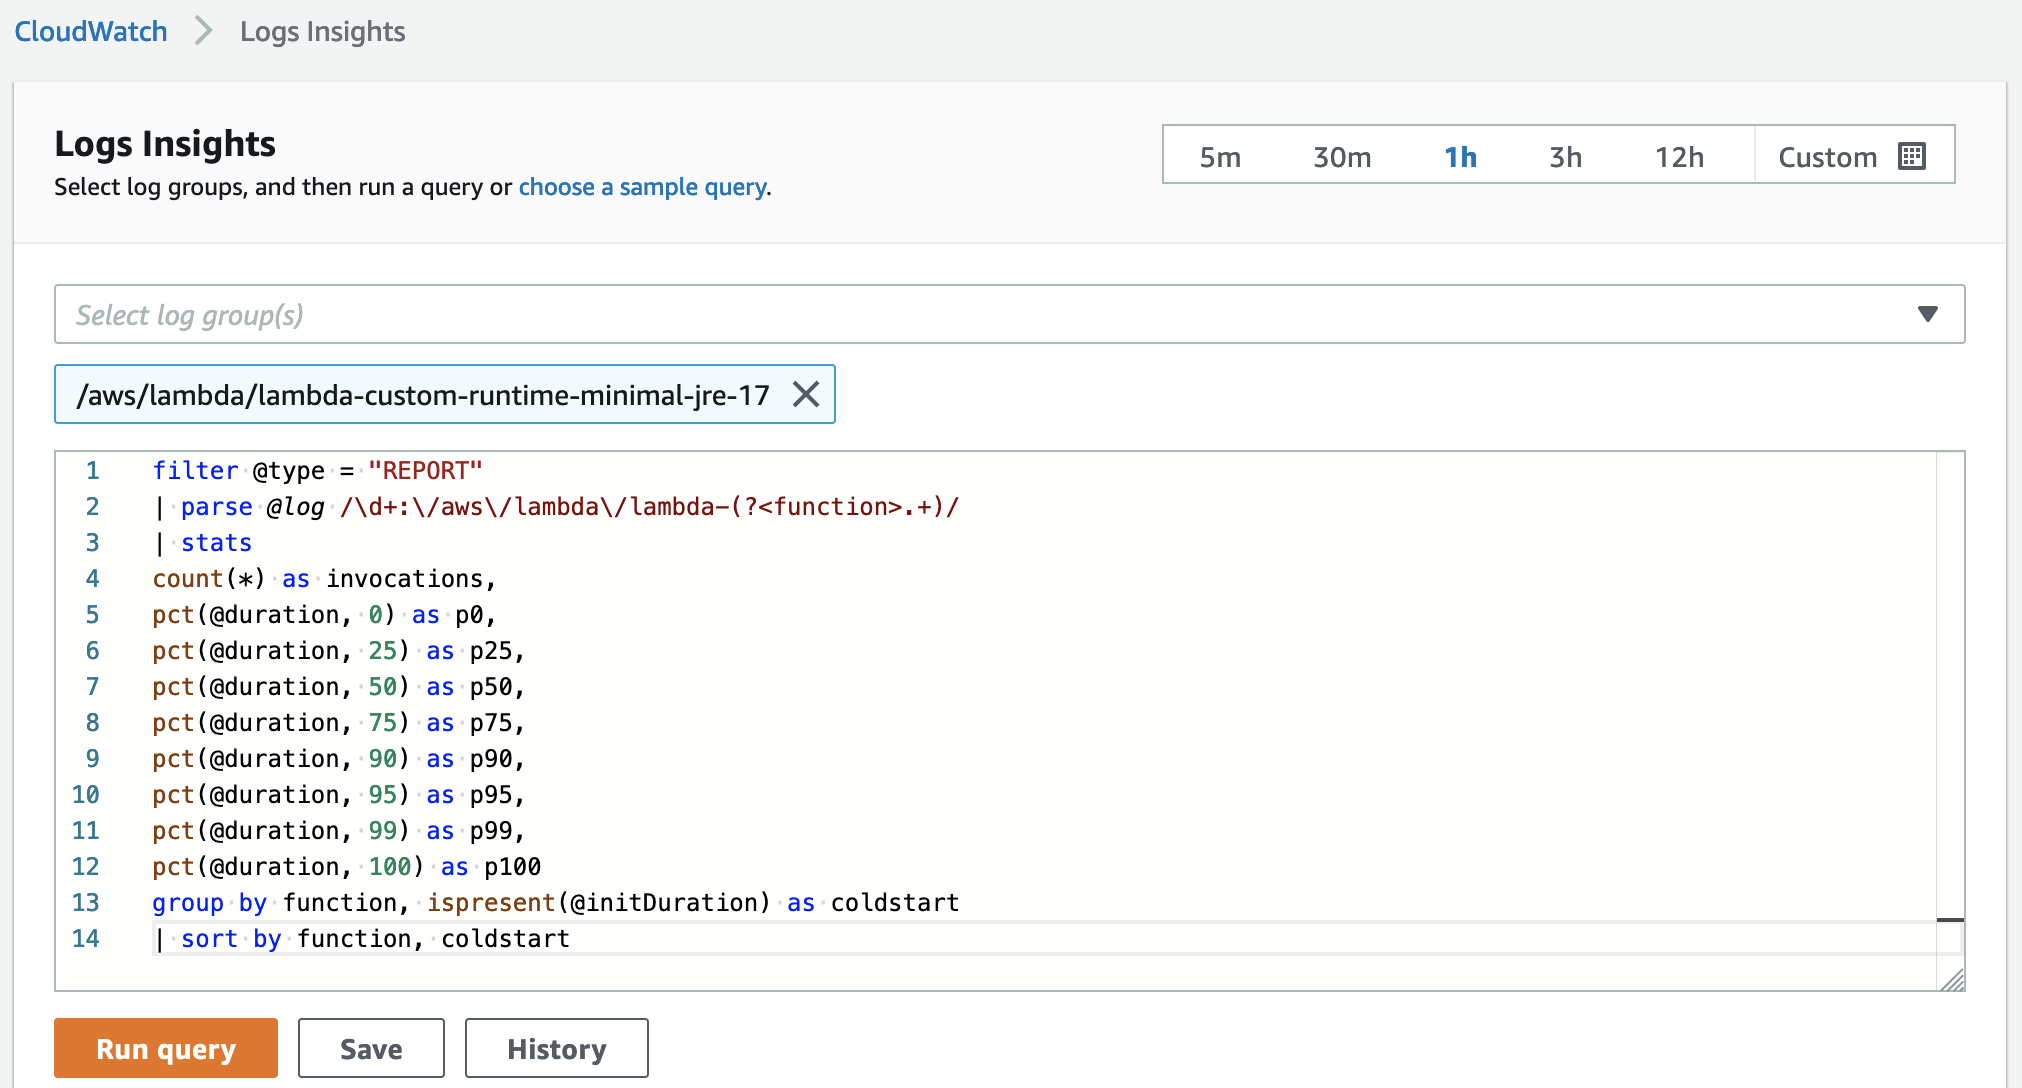 CloudWatch Logs Insights
Logs Insights
Select log groups, and then run a query or choose a sample query.
5m 30m 1h 3h 12h Custom
Select log group(s)
/aws/lambda/lambda-custom-runtime-minimal-jre-17
1 filter @type = "REPORT"
2 | parse @log /\d+:\/aws\/lambda\/lambda-(?<function>.+)/
3 | stats
4 count(*) as invocations,
5 pct(@duration, 0) as p0,
6 pct(@duration, 25) as p25,
7 pct(@duration, 50) as p50,
8 pct(@duration, 75) as p75,
9 pct(@duration, 90) as p90,
10 pct(@duration, 95) as p95,
11 pct(@duration, 99) as p99,
12 pct(@duration, 100) as p100
13 group by function, ispresent(@initDuration) as coldstart
14 | sort by function, coldstart
Run query Save History